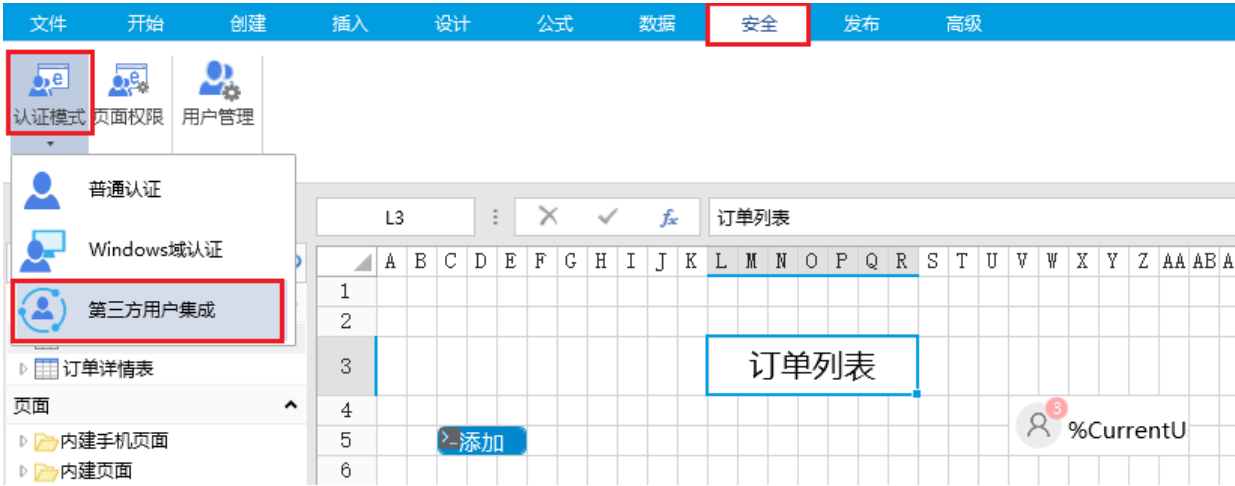 文件 开始 创建 插入 设计 公式 数据 安全 发布 高级
认证模式 页面权限 用户管理
普通认证
Windows域认证
第三方用户集成
L3 fx 订单列表
A B C D E F G H I J K L M N O P Q R S T U V W X Y Z AA AB A
1
2
订单详情表
3 订单列表
页面
4
3
内建手机页面
5 添加 %CurrentU
内建页面
6